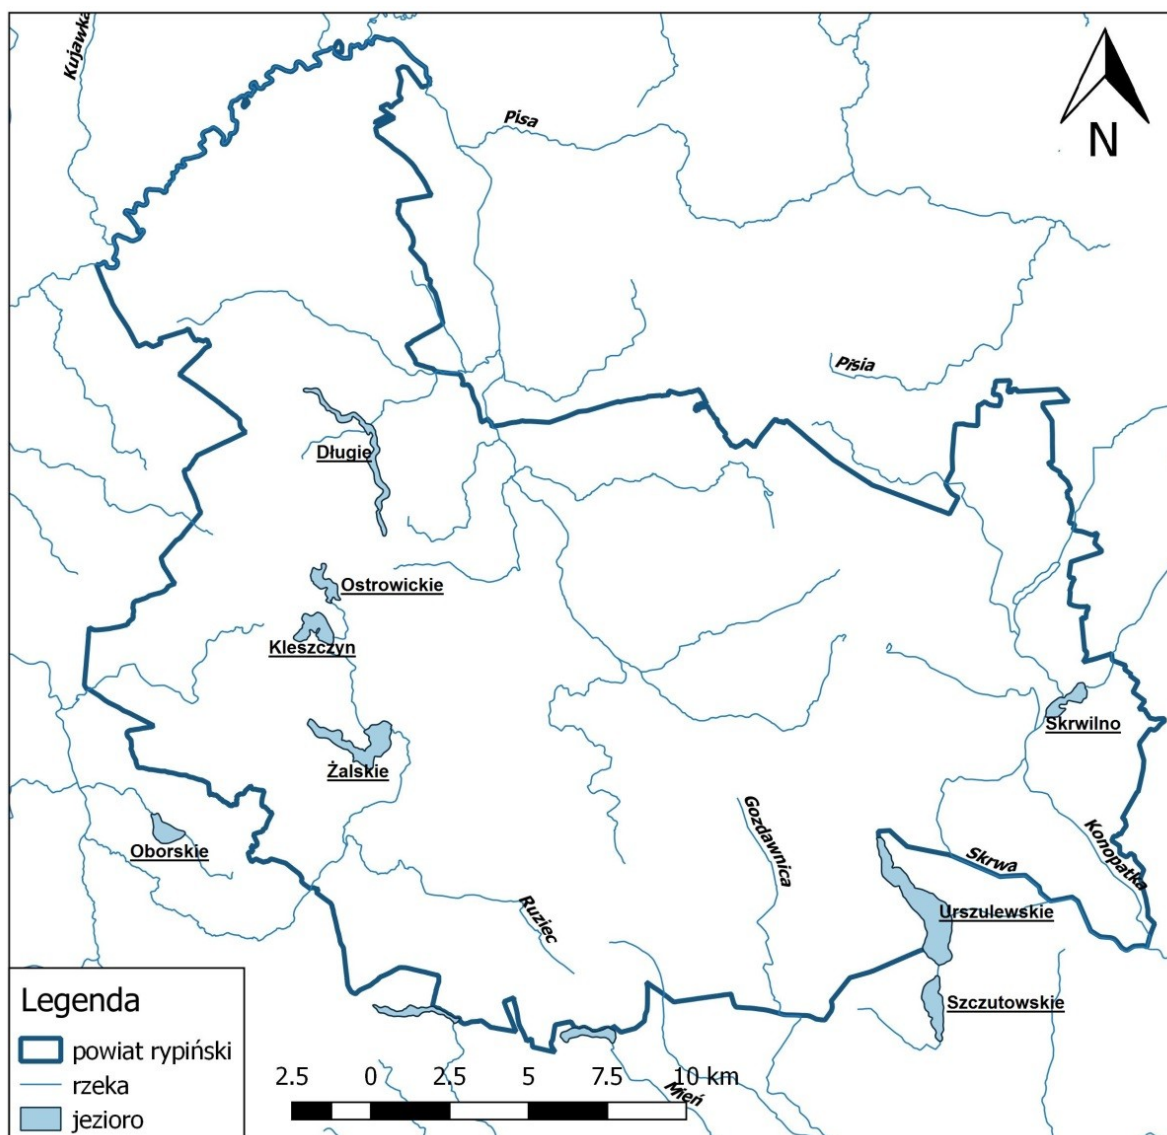 Kujawka
Pisa
N
Pisia
Długie
Ostrowickie
Kleszczyn
Skrwilno
Żalskie
Gozdawnica
Konopatka
Oborskie
Skrwa
Ruziec
Urszulewskie
Szczutowskie
Legenda
powiat rypiński
rzeka
jezioro
2.5 0 2.5 5 7.5 10 km
Mień